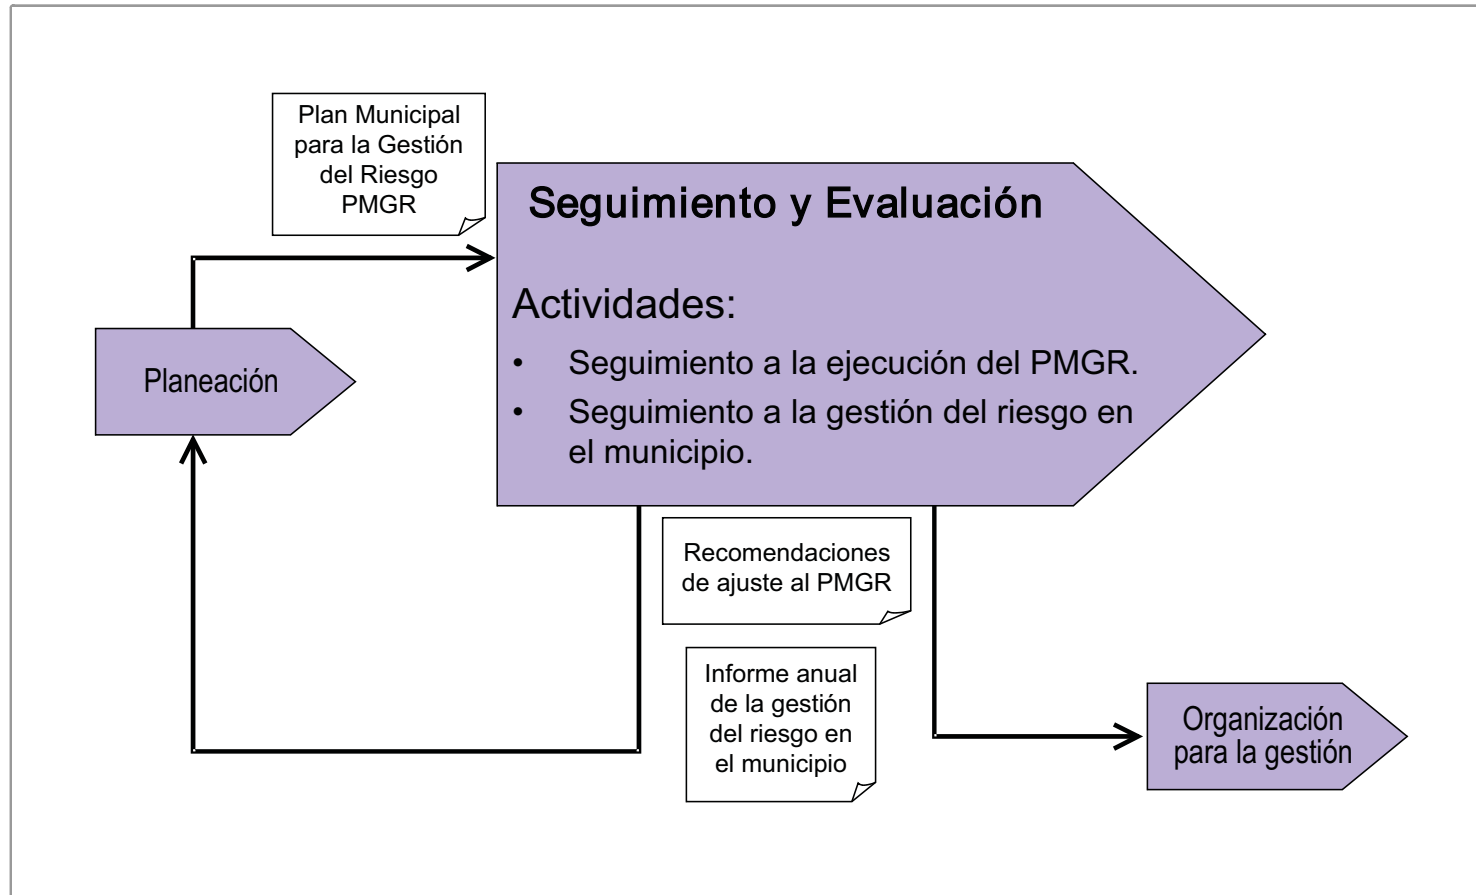 Plan Municipal
para la Gestión
del Riesgo
PMGR
Seguimiento y Evaluación
Actividades:
• Seguimiento a la ejecución del PMGR.
• Seguimiento a la gestión del riesgo en
el municipio.
Planeación
Recomendaciones
de ajuste al PMGR
Informe anual
de la gestión
del riesgo en
el municipio
Organización
para la gestión